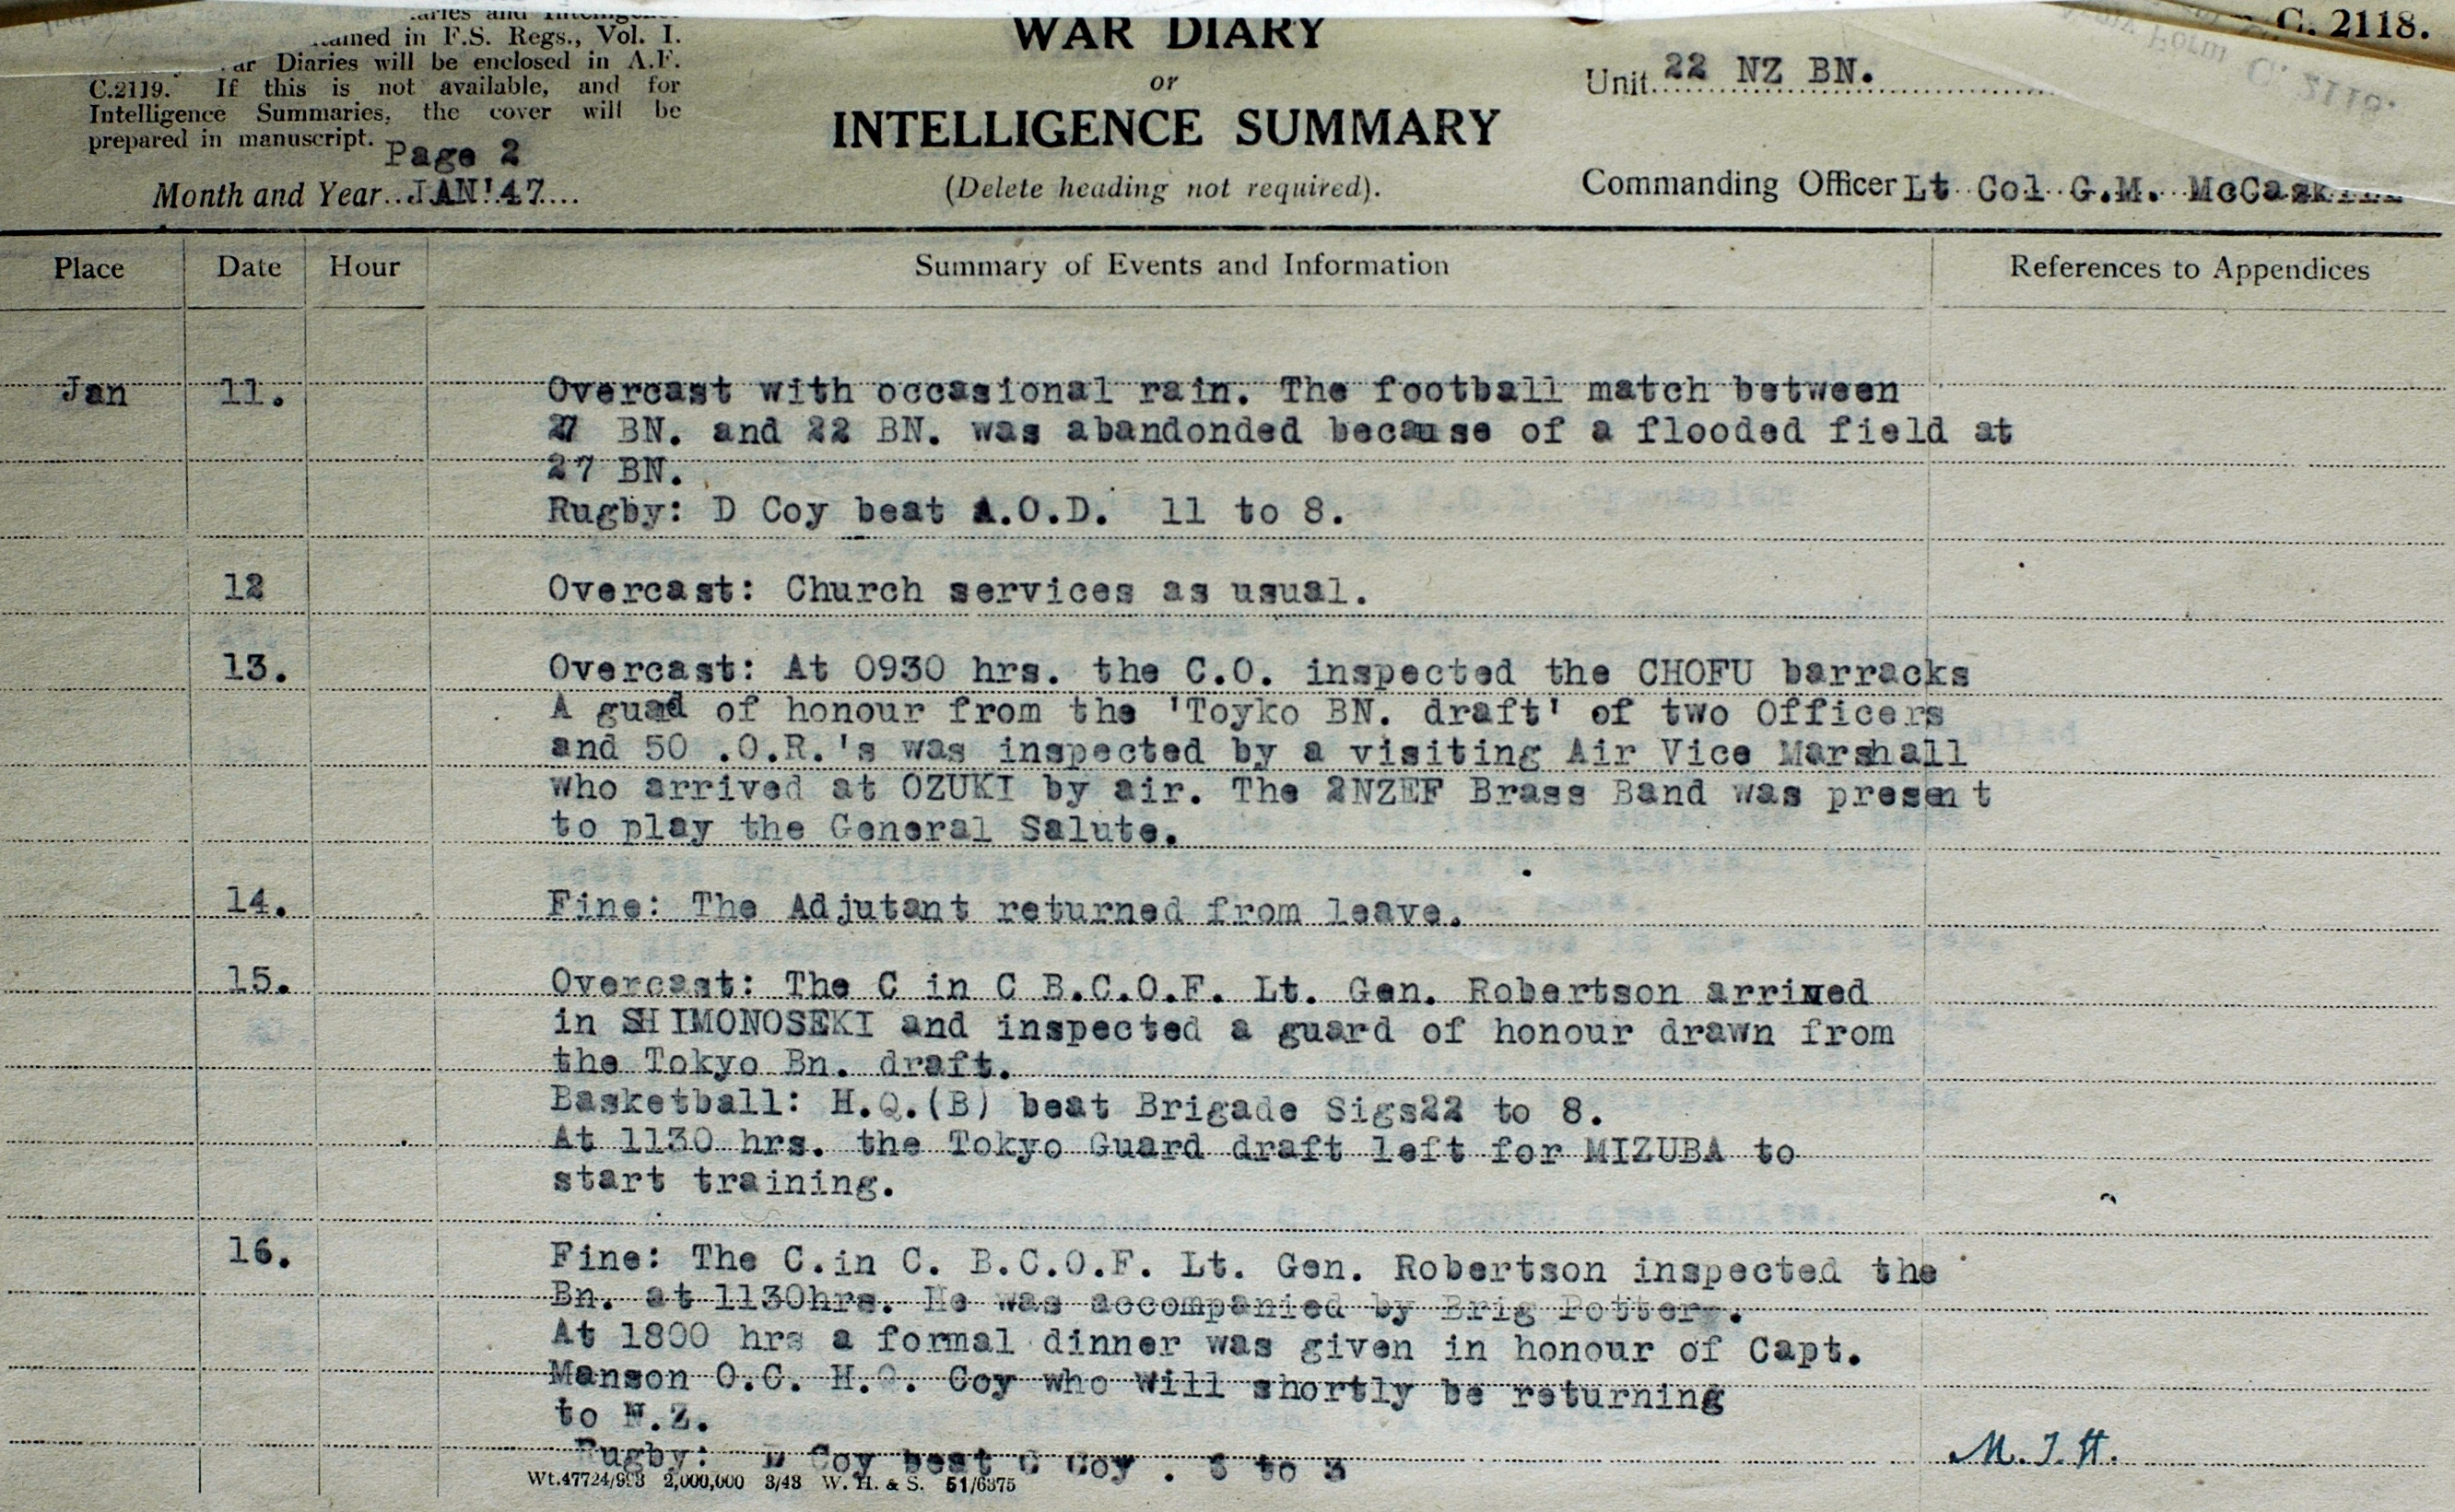 C. 2118.
ained in F.S. Regs., Vol. I.
ar Diaries will be enclosed in A.F.
C.2119. If this is not available, and for
Intelligence Summaries, the cover will be
prepared in manuscript.
Page 2
Month and Year JAN'47
WAR DIARY
or
INTELLIGENCE SUMMARY
(Delete heading not required).
Unit 22 NZ BN.
Form C. 2118.
Commanding Officer Lt Col G.M. McCaskill
Place Date Hour Summary of Events and Information References to Appendices
Jan 11. Overcast with occasional rain. The football match between
27 BN. and 22 BN. was abandonded because of a flooded field at
27 BN.
Rugby: D Coy beat A.O.D. 11 to 8.
12 Overcast: Church services as usual.
13. Overcast: At 0930 hrs. the C.O. inspected the CHOFU barracks
A guad of honour from the 'Toyko BN. draft' of two Officers
and 50 .O.R.'s was inspected by a visiting Air Vice Marshall
who arrived at OZUKI by air. The 2NZEF Brass Band was present
to play the General Salute.
14. Fine: The Adjutant returned from leave.
15. Overcast: The C in C B.C.O.F. Lt. Gen. Robertson arrived
in SHIMONOSEKI and inspected a guard of honour drawn from
the Tokyo Bn. draft.
Basketball: H.Q.(B) beat Brigade Sigs22 to 8.
At 1130 hrs. the Tokyo Guard draft left for MIZUBA to
start training.
16. Fine: The C.in C. B.C.O.F. Lt. Gen. Robertson inspected the
Bn. at 1130hrs. He was accompanied by Brig Potter.
At 1800 hrs a formal dinner was given in honour of Capt.
Manson O.C. H.Q. Coy who will shortly be returning
to N.Z.
Rugby: Coy beat C Coy . to 3
M.J.H.
Wt.47724/993 2,000,000 3/43 W. H. & S. 51/6375